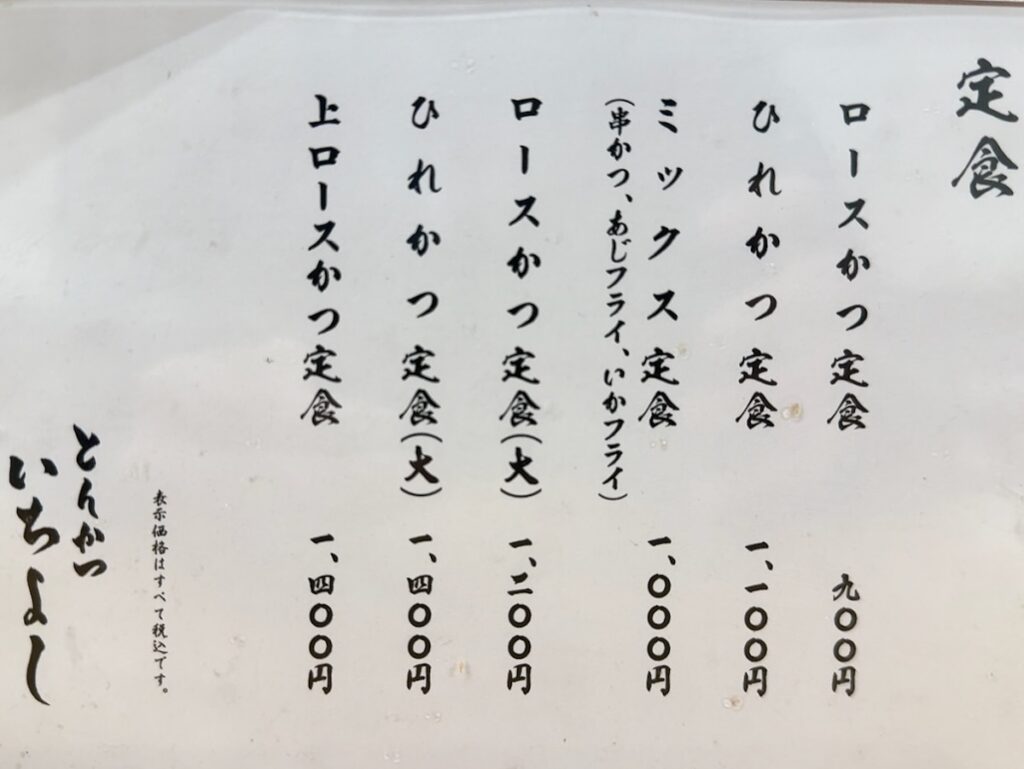 定食
ロースかつ定食 九〇〇円
ひれかつ定食 一、一〇〇円
ミックス定食 一、〇〇〇円
(串かつ、あじフライ、いかフライ)
ロースかつ定食(大) 一、二〇〇円
ひれかつ定食(大) 一、四〇〇円
上ロースかつ定食 一、四〇〇円
表示価格はすべて税込です。
とんかつ
いちよし